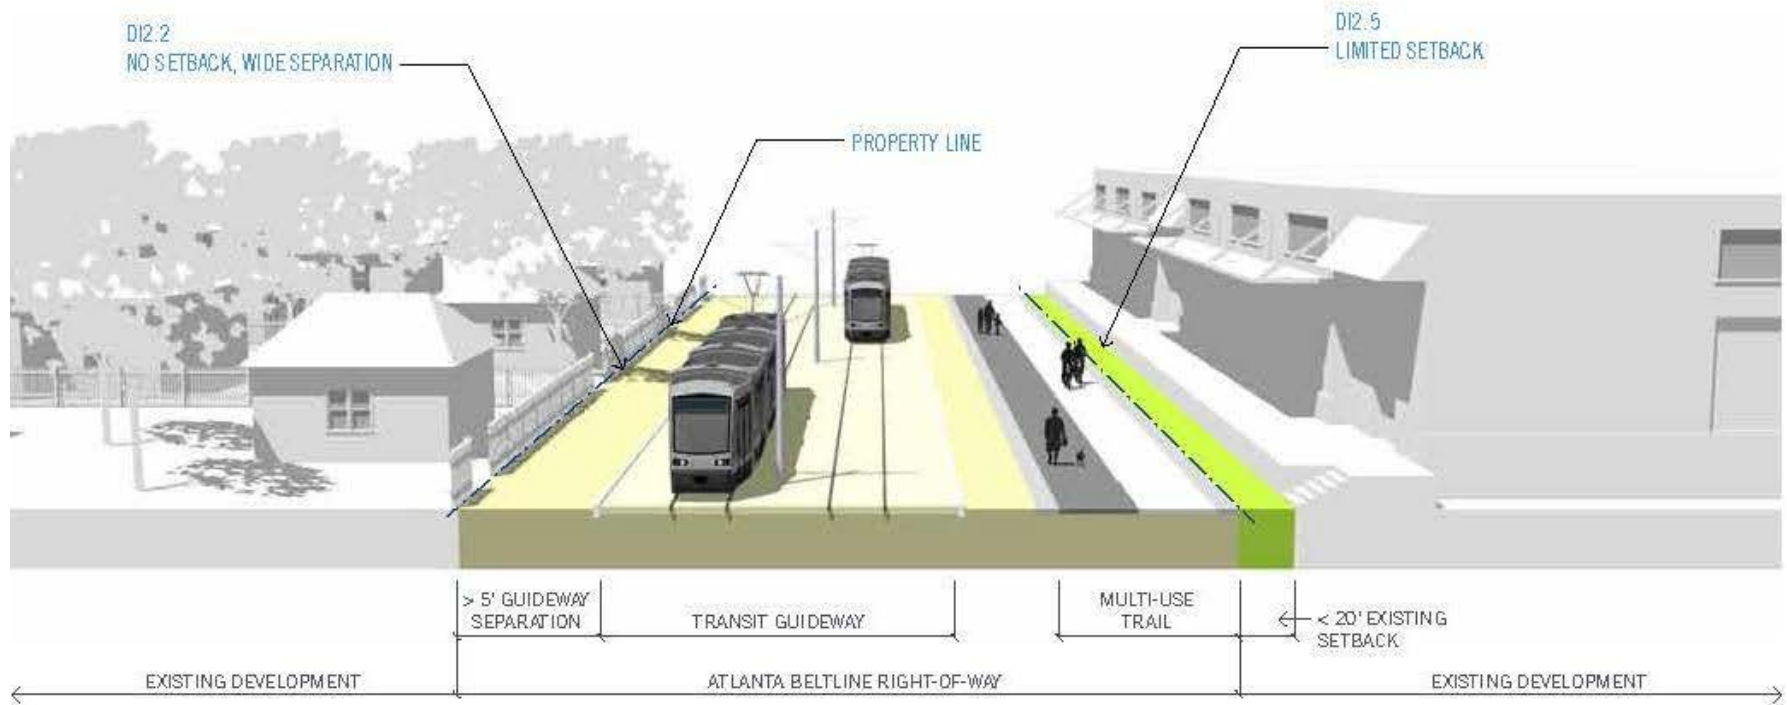 DI2.2
NO SETBACK, WIDE SEPARATION
DI2.5
LIMITED SETBACK
PROPERTY LINE
> 5' GUIDEWAY
SEPARATION
TRANSIT GUIDEWAY
MULTI-USE
TRAIL
< 20' EXISTING
SETBACK
EXISTING DEVELOPMENT
ATLANTA BELTLINE RIGHT-OF-WAY
EXISTING DEVELOPMENT